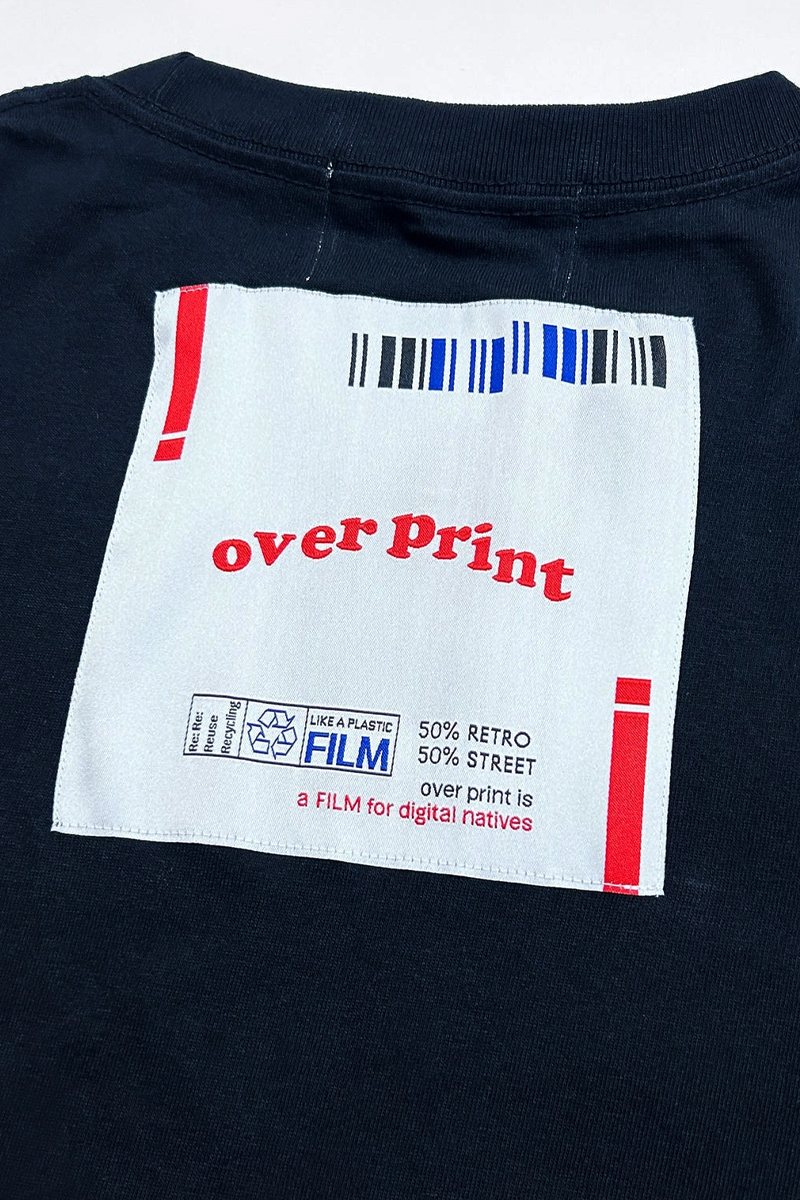 over print
Re: Re:
Reuse
Recycling
LIKE A PLASTIC
FILM
50% RETRO
50% STREET
over print is
a FILM for digital natives